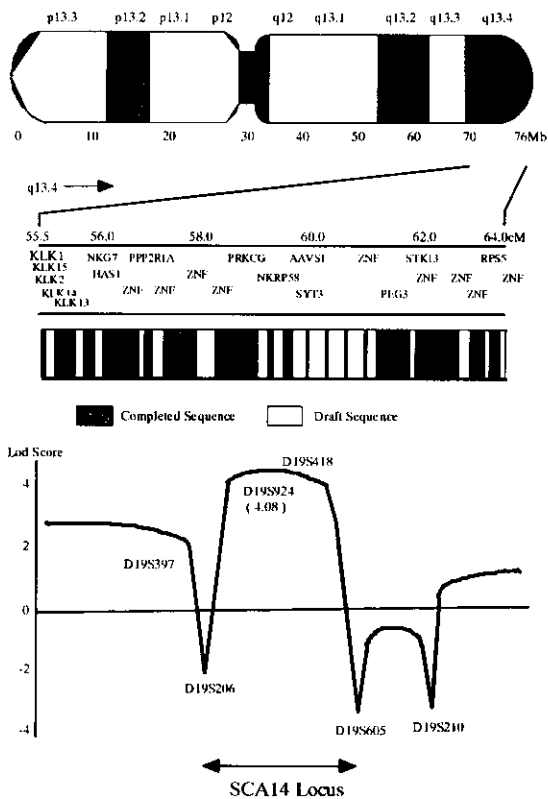 p13.3 p13.2 p13.1 p12 q12 q13.1 q13.2 q13.3 q13.4
0 10 20 30 40 50 60 70 76Mb
q13.4
55.5 56.0 58.0 60.0 62.0 64.0cM
KLK1 NKG7 PPP2R1A PRKCG AAVS1 ZNF STK13 RPS5
KLK15 HAS1 ZNF NKRP58 ZNF ZNF ZNF
KLK2 ZNF ZNF ZNF SYT3 PEG3 ZNF
KLK14
KLK13
Completed Sequence Draft Sequence
Lod Score
4
2
0
-2
-4
D19S418
D19S924
( 4.08 )
D19S397
D19S206
D19S605
D19S210
SCA14 Locus